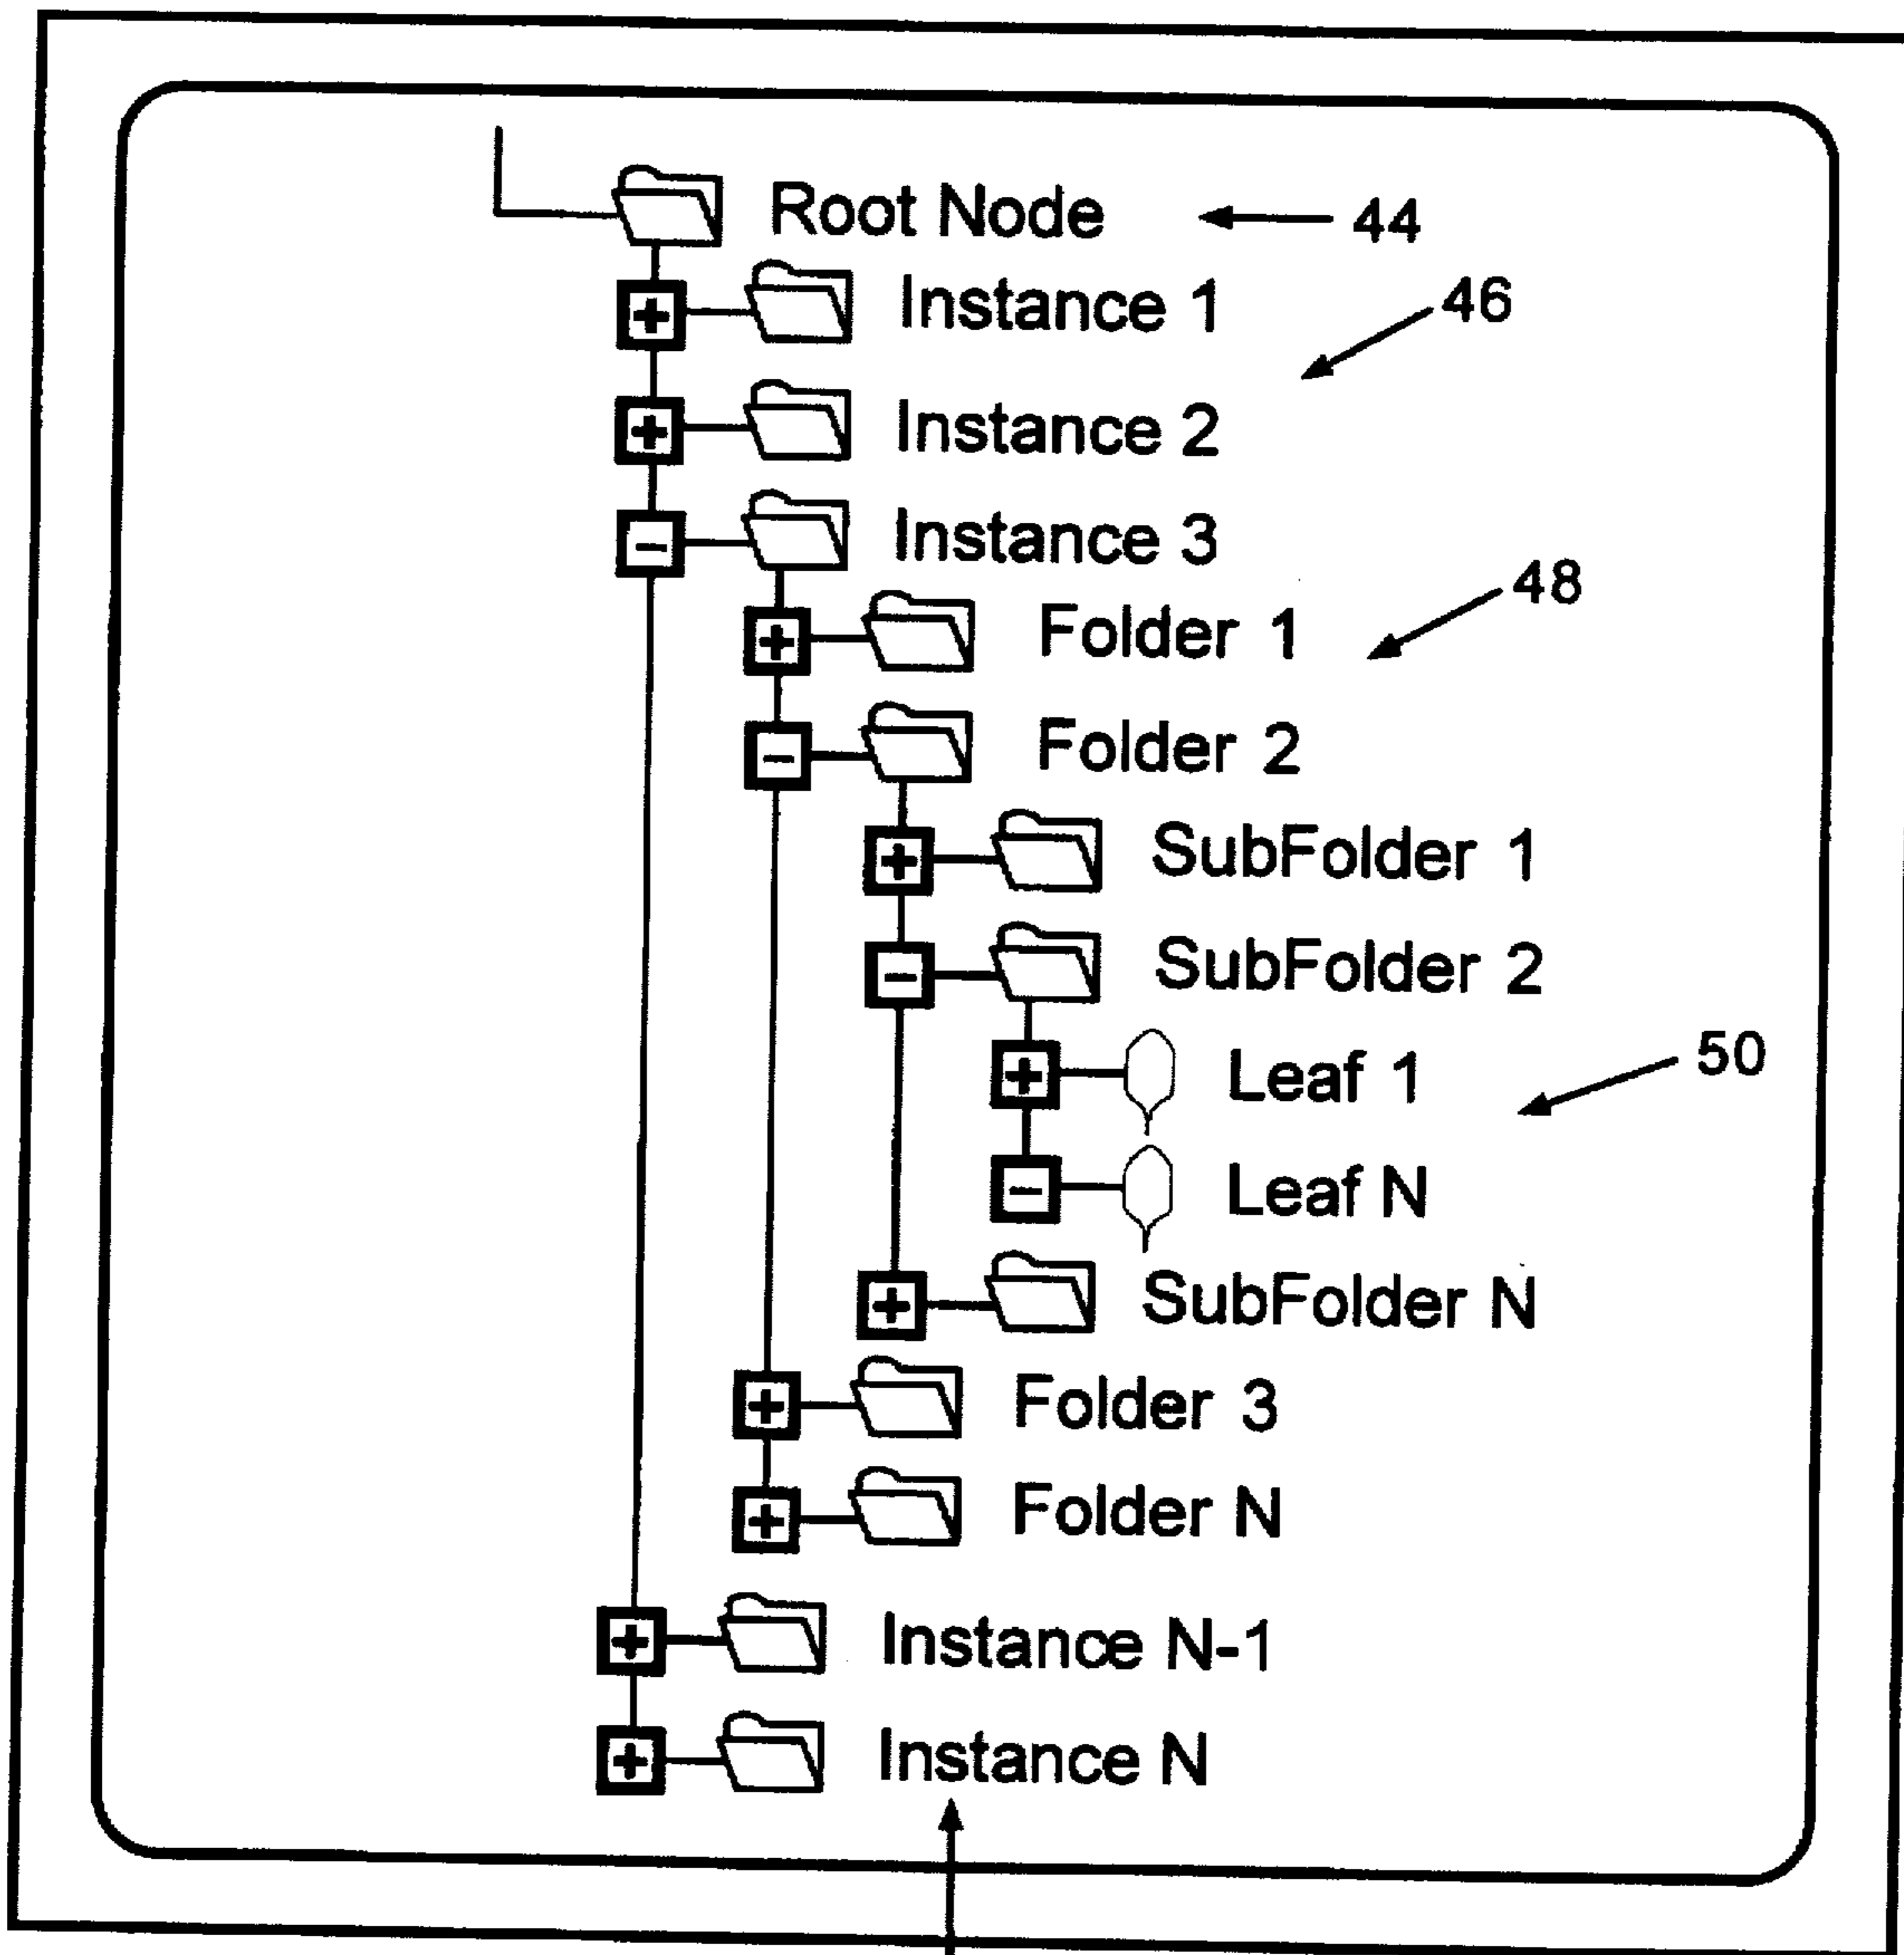 Root Node 44
Instance 1 46
Instance 2
Instance 3
Folder 1 48
Folder 2
SubFolder 1
SubFolder 2
Leaf 1 50
Leaf N
SubFolder N
Folder 3
Folder N
Instance N-1
Instance N